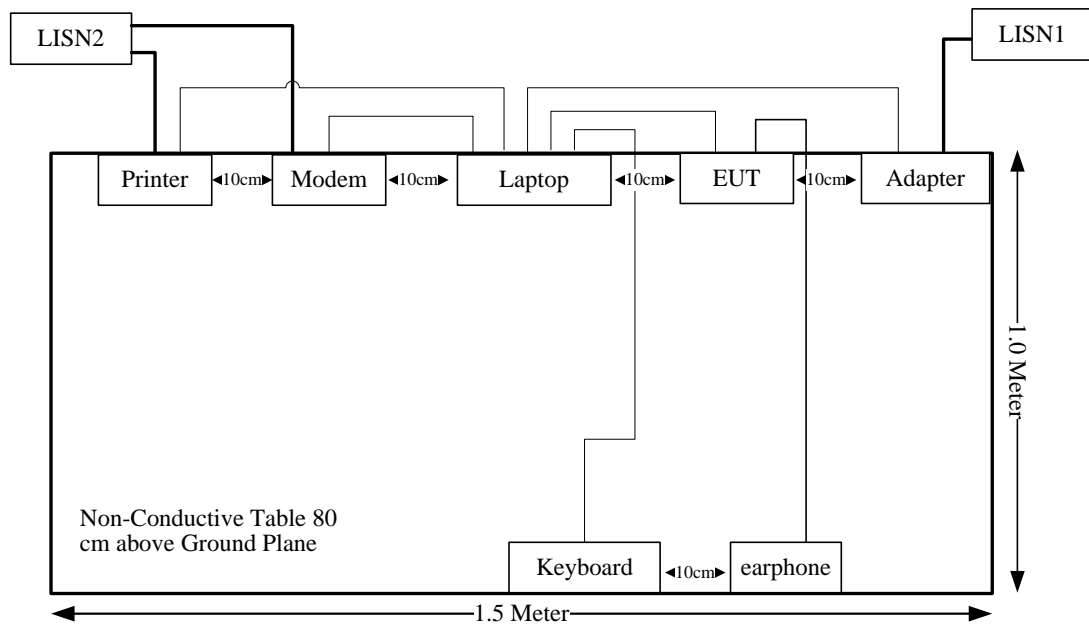 LISN2
LISN1
Printer
10cm
Modem
10cm
Laptop
10cm
EUT
10cm
Adapter
1.0 Meter
Non-Conductive Table 80
cm above Ground Plane
Keyboard
10cm
earphone
1.5 Meter